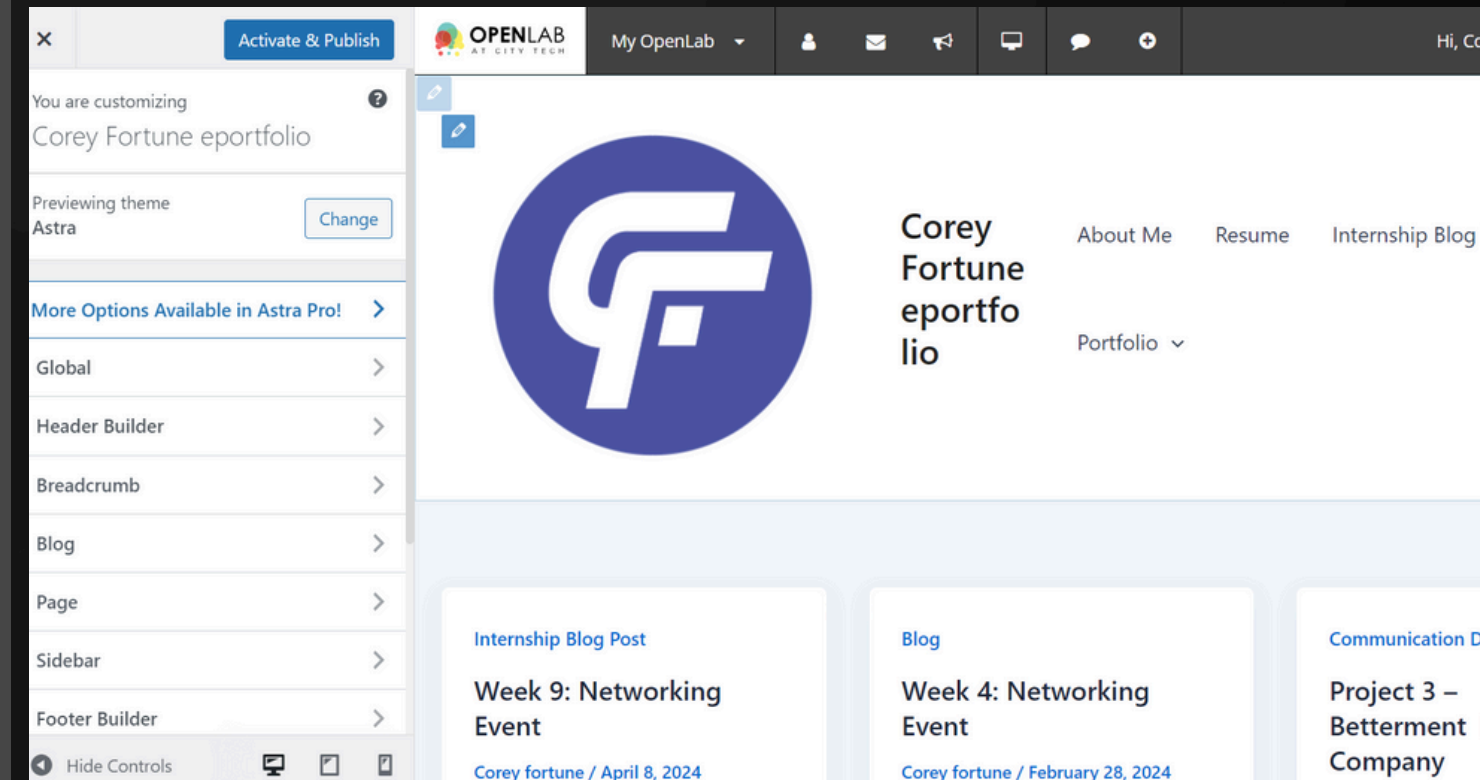 Activate & Publish
OPENLAB
AT CITY TECH
My OpenLab
Hi, Co
You are customizing
Corey Fortune eportfolio
Previewing theme
Astra
Change
More Options Available in Astra Pro!
Global
Header Builder
Breadcrumb
Blog
Page
Sidebar
Footer Builder
Hide Controls
Corey
Fortune
eportfo
lio
About Me
Resume
Internship Blog
Portfolio
Internship Blog Post
Week 9: Networking
Event
Corey fortune / April 8, 2024
Blog
Week 4: Networking
Event
Corey fortune / February 28, 2024
Communication D
Project 3 –
Betterment
Company